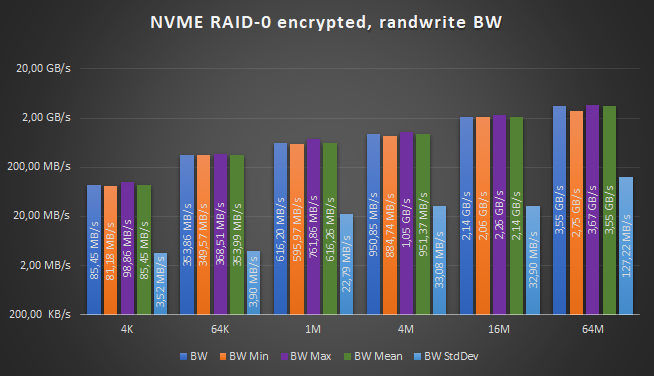 NVME RAID-0 encrypted, randwrite BW
20,00 GB/s
2,00 GB/s
200,00 MB/s
20,00 MB/s
2,00 MB/s
200,00 KB/s
85,45 MB/s
81,18 MB/s
98,86 MB/s
85,45 MB/s
3,52 MB/s
353,86 MB/s
349,57 MB/s
368,51 MB/s
353,99 MB/s
3,90 MB/s
616,20 MB/s
595,97 MB/s
761,86 MB/s
616,26 MB/s
22,79 MB/s
950,85 MB/s
884,74 MB/s
1,05 GB/s
951,37 MB/s
33,08 MB/s
2,14 GB/s
2,06 GB/s
2,26 GB/s
2,14 GB/s
32,90 MB/s
3,55 GB/s
2,75 GB/s
3,67 GB/s
3,55 GB/s
127,22 MB/s
4K 64K 1M 4M 16M 64M
BW BW Min BW Max BW Mean BW StdDev